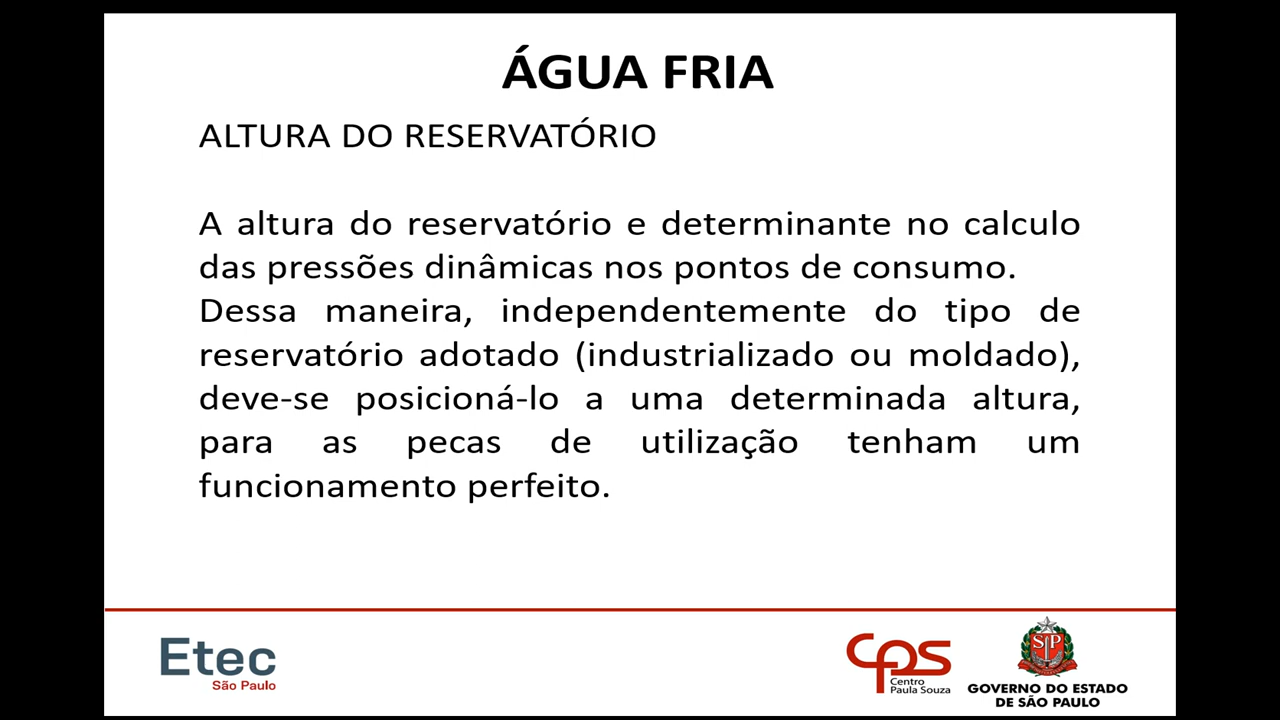 ÁGUA FRIA
ALTURA DO RESERVATÓRIO
A altura do reservatório e determinante no calculo
das pressões dinâmicas nos pontos de consumo.
Dessa maneira, independentemente do tipo de
reservatório adotado (industrializado ou moldado),
deve-se posicioná-lo a uma determinada altura,
para as pecas de utilização tenham um
funcionamento perfeito.
Etec
São Paulo
cps
Centro
Paula Souza
SP
GOVERNO DO ESTADO
DE SÃO PAULO